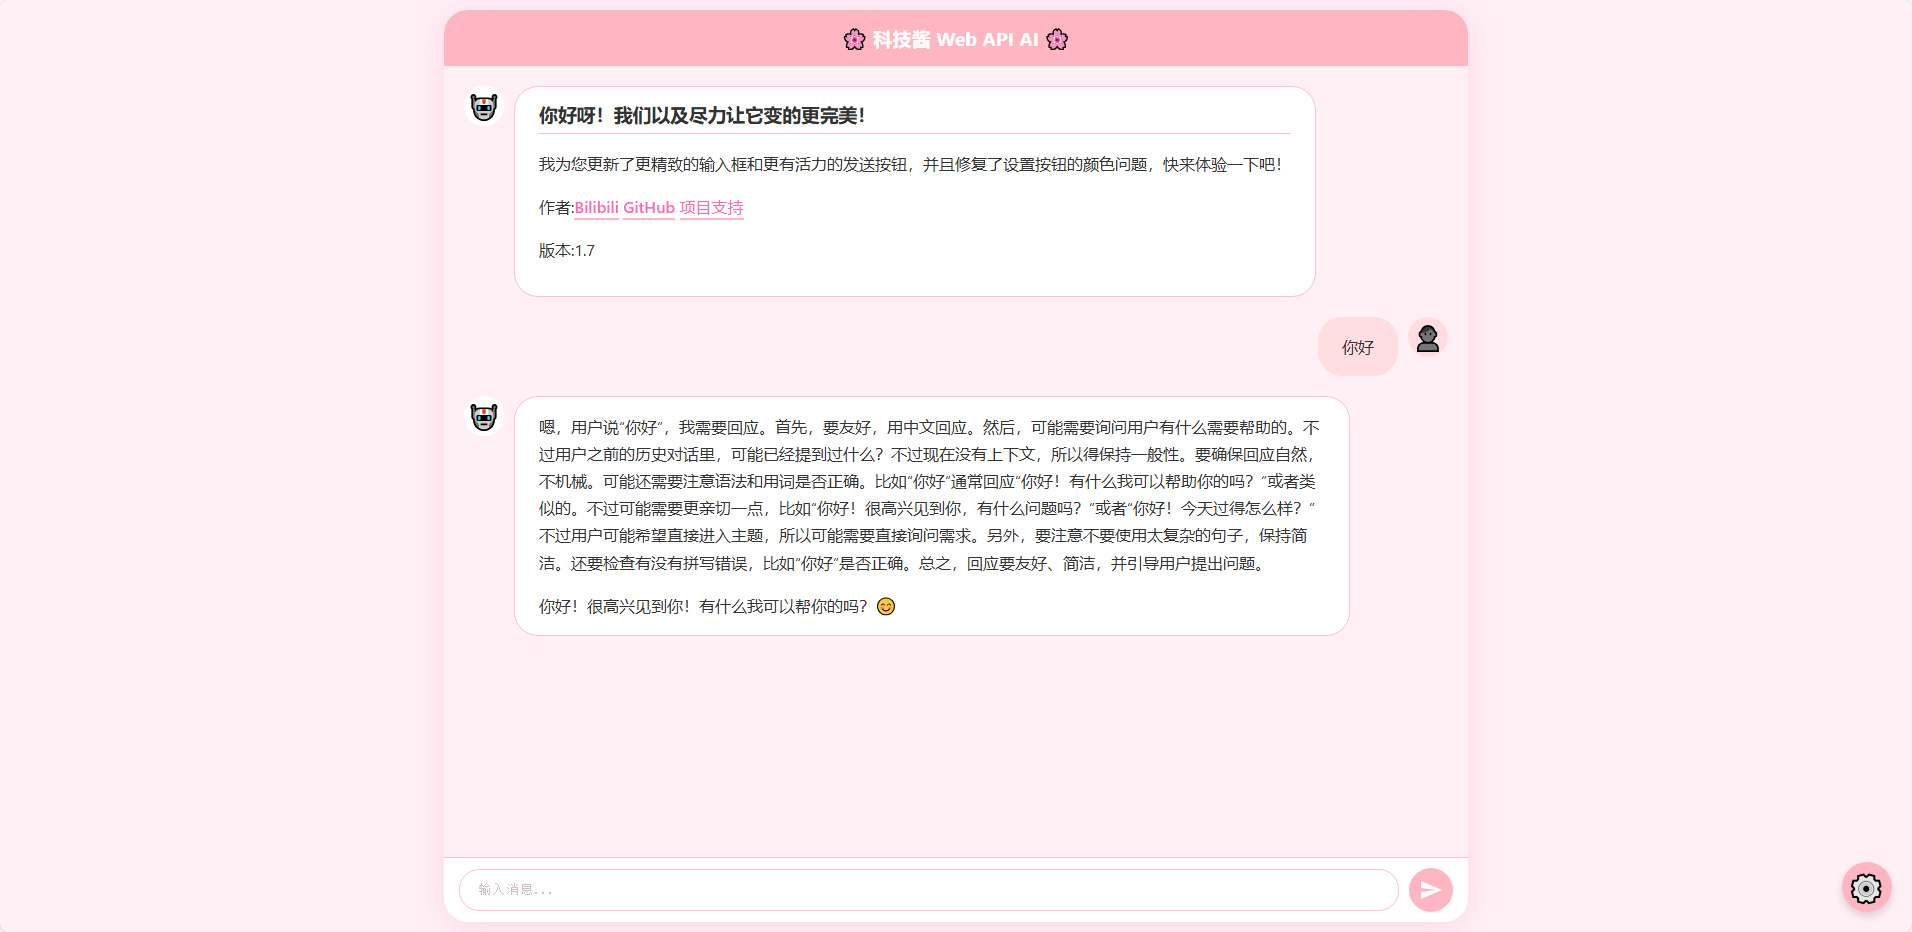 🌸 科技酱 Web API AI 🌸
你好呀！我们以及尽力让它变的更完美！
我为您更新了更精致的输入框和更有活力的发送按钮，并且修复了设置按钮的颜色问题，快来体验一下吧！
作者:Bilibili GitHub 项目支持
版本:1.7
你好
嗯，用户说“你好”，我需要回应。首先，要友好，用中文回应。然后，可能需要询问用户有什么需要帮助的。不
过用户之前的历史对话里，可能已经提到过什么？不过现在没有上下文，所以得保持一般性。要确保回应自然，
不机械。可能还需要注意语法和用词是否正确。比如“你好”通常回应“你好！有什么我可以帮助你的吗？”或者类
似的。不过可能需要更亲切一点，比如“你好！很高兴见到你，有什么问题吗？”或者“你好！今天过得怎么样？”
不过用户可能希望直接进入主题，所以可能需要直接询问需求。另外，要注意不要使用太复杂的句子，保持简
洁。还要检查有没有拼写错误，比如“你好”是否正确。总之，回应要友好、简洁，并引导用户提出问题。
你好！很高兴见到你！有什么我可以帮你的吗？😊
输入消息...